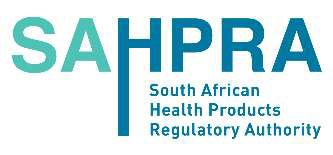 SAHPRA
South African
Health Products
Regulatory Authority